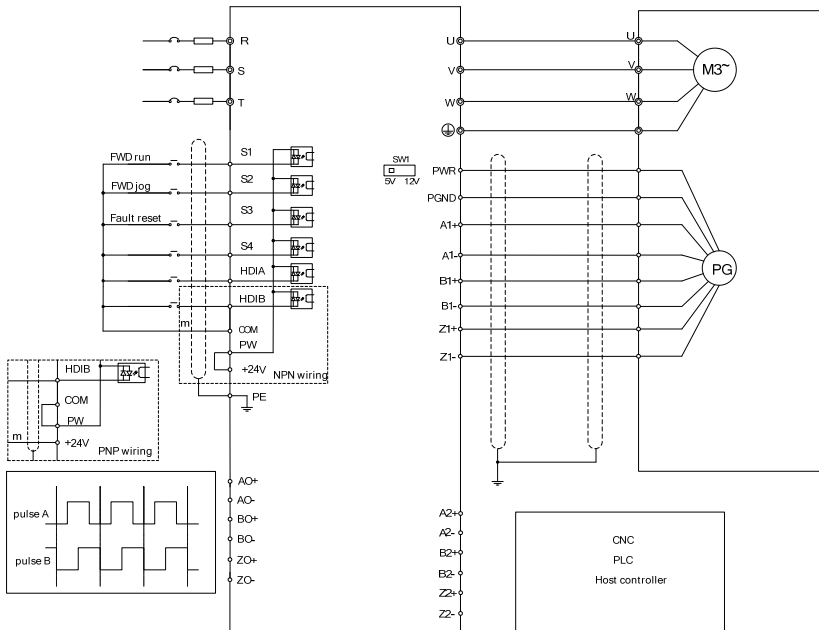 R
S
T
U
V
W
U
V
W
M3~
FWD run
FWD jog
Fault reset
S1
S2
S3
S4
HDIA
HDIB
m
COM
PW
+24V
NPN wiring
PE
SW1
5V 12V
PWR
PGND
A1+
A1-
B1+
B1-
Z1+
Z1-
PG
HDIB
COM
PW
m
+24V
PNP wiring
pulse A
pulse B
AO+
AO-
BO+
BO-
ZO+
ZO-
A2+
A2-
B2+
B2-
Z2+
Z2-
CNC
PLC
Host controller